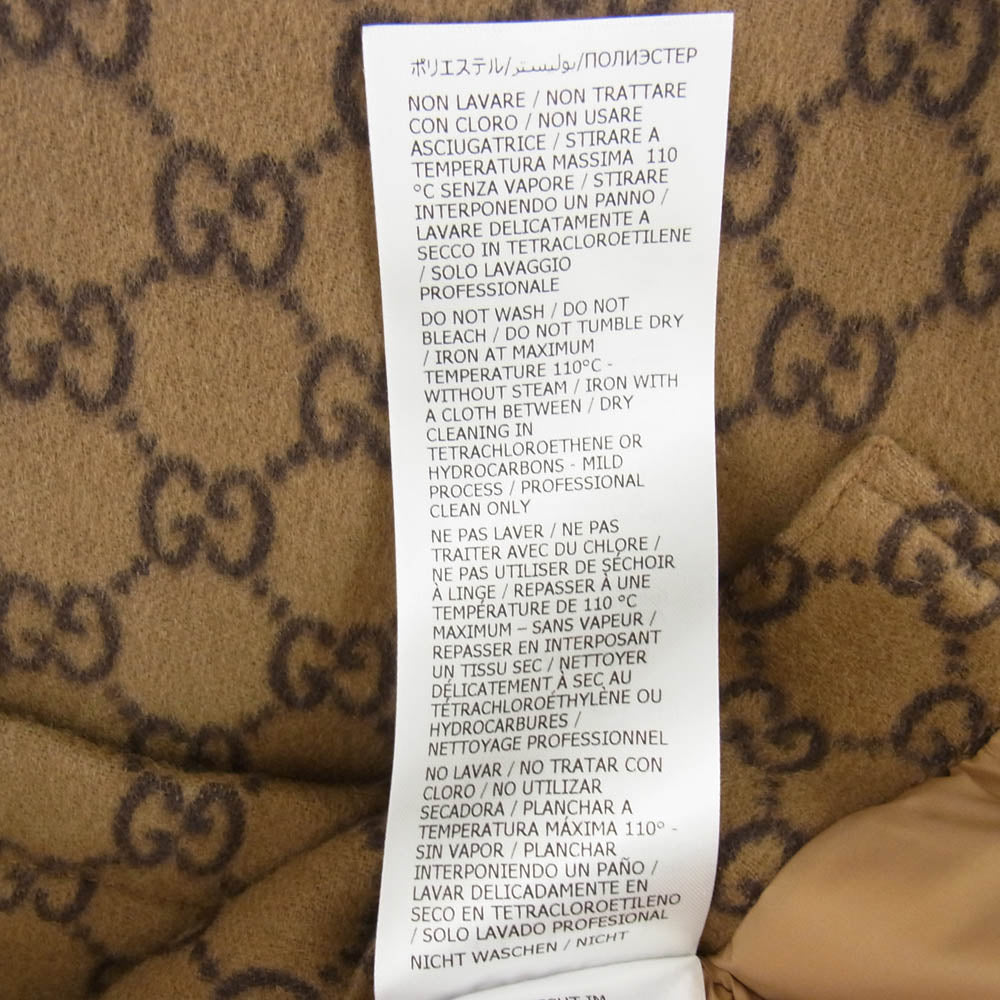 ポリエステル/بوليستر/ПОЛИЭСТЕР
NON LAVARE / NON TRATTARE
CON CLORO / NON USARE
ASCIUGATRICE / STIRARE A
TEMPERATURA MASSIMA 110
°C SENZA VAPORE / STIRARE
INTERPONENDO UN PANNO /
LAVARE DELICATAMENTE A
SECCO IN TETRACLOROETILENE
/ SOLO LAVAGGIO
PROFESSIONALE
DO NOT WASH / DO NOT
BLEACH / DO NOT TUMBLE DRY
/ IRON AT MAXIMUM
TEMPERATURE 110°C -
WITHOUT STEAM / IRON WITH
A CLOTH BETWEEN / DRY
CLEANING IN
TETRACHLOROETHENE OR
HYDROCARBONS - MILD
PROCESS / PROFESSIONAL
CLEAN ONLY
NE PAS LAVER / NE PAS
TRAITER AVEC DU CHLORE /
NE PAS UTILISER DE SÉCHOIR
À LINGE / REPASSER À UNE
TEMPÉRATURE DE 110 °C
MAXIMUM – SANS VAPEUR /
REPASSER EN INTERPOSANT
UN TISSU SEC / NETTOYER
DÉLICATEMENT À SEC AU
TÉTRACHLOROÉTHYLÈNE OU
HYDROCARBURES /
NETTOYAGE PROFESSIONNEL
NO LAVAR / NO TRATAR CON
CLORO / NO UTILIZAR
SECADORA / PLANCHAR A
TEMPERATURA MÁXIMA 110° -
SIN VAPOR / PLANCHAR
INTERPONIENDO UN PAÑO /
LAVAR DELICADAMENTE EN
SECO EN TETRACLOROETILENO
/ SOLO LAVADO PROFESIONAL
NICHT WASCHEN / NICHT